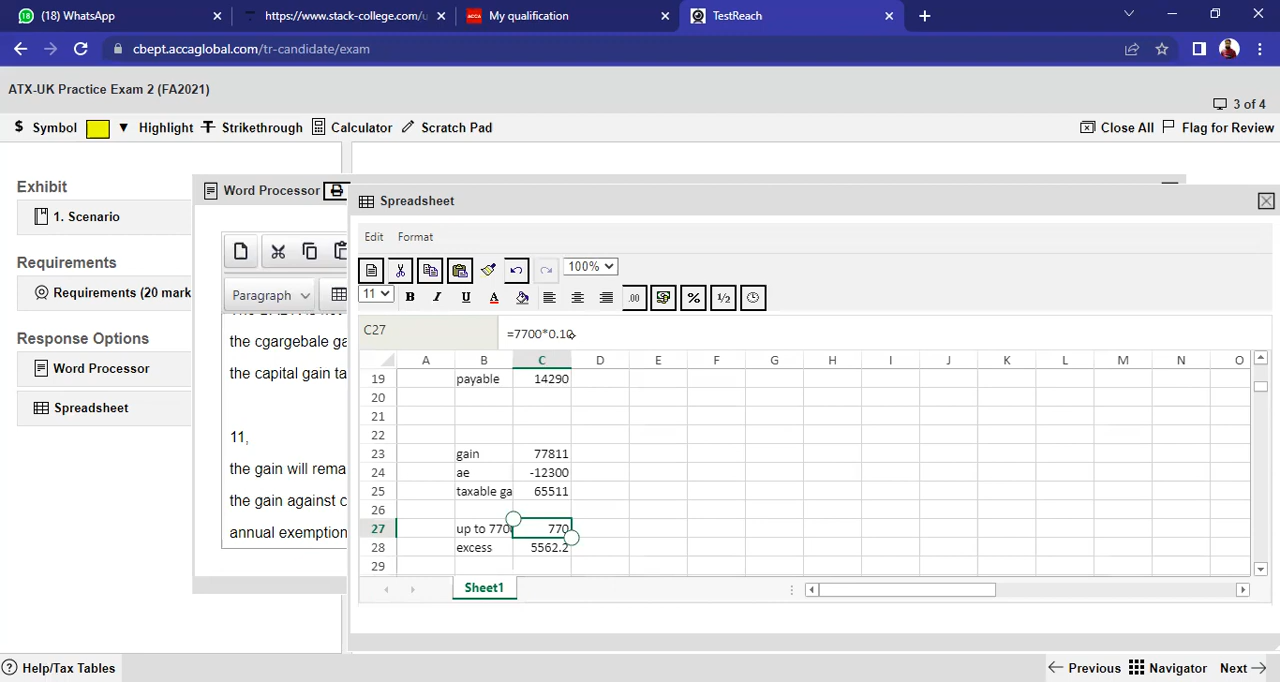 (18) WhatsApp
https://www.stack-college.com/u
ACCA My qualification
TestReach
cbept.accaglobal.com/tr-candidate/exam
ATX-UK Practice Exam 2 (FA2021)
3 of 4
$ Symbol
Highlight
T Strikethrough
Calculator
Scratch Pad
Close All
Flag for Review
Exhibit
1. Scenario
Requirements
Requirements (20 mark
Response Options
Word Processor
Spreadsheet
Word Processor
Paragraph
the cgargebale ga
the capital gain ta
11,
the gain will rema
the gain against c
annual exemption
Spreadsheet
Edit Format
100%
11 B I U A .00 % 1/2
C27 =7700*0.10
A B C D E F G H I J K L M N O
19 payable 14290
20
21
22
23 gain 77811
24 ae -12300
25 taxable ga 65511
26
27 up to 770 770
28 excess 5562.2
29
Sheet1
Help/Tax Tables
Previous
Navigator
Next